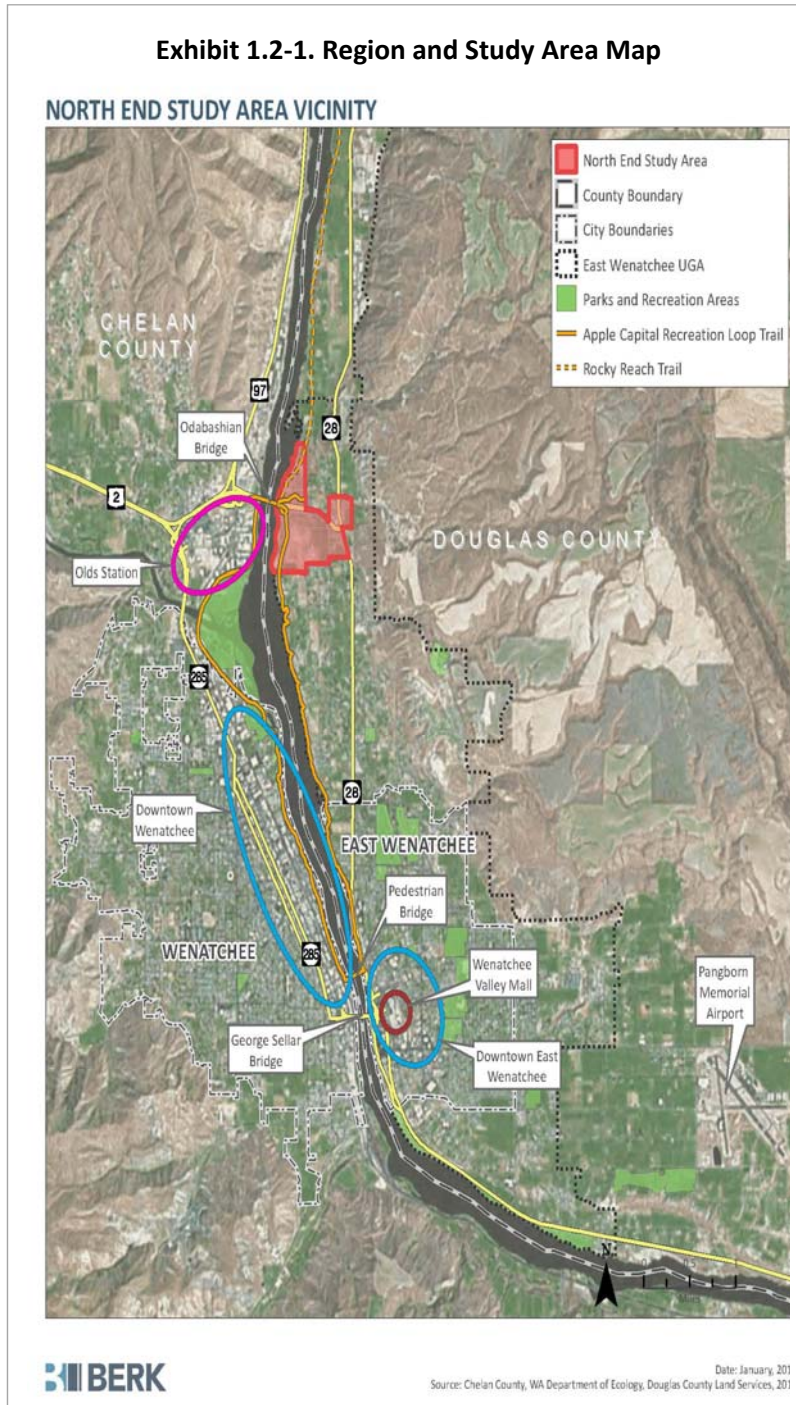 Exhibit 1.2-1. Region and Study Area Map
NORTH END STUDY AREA VICINITY
North End Study Area
County Boundary
City Boundaries
East Wenatchee UGA
Parks and Recreation Areas
Apple Capital Recreation Loop Trail
Rocky Reach Trail
CHELAN
COUNTY
97
Odabashian
Bridge
28
2
DOUGLAS COUNTY
Olds Station
285
Downtown
Wenatchee
28
EAST WENATCHEE
Pedestrian
Bridge
WENATCHEE
285
Wenatchee
Valley Mall
Pangborn
Memorial
Airport
George Sellar
Bridge
Downtown East
Wenatchee
N
BERK
Date: January, 201
Source: Chelan County, WA Department of Ecology, Douglas County Land Services, 201